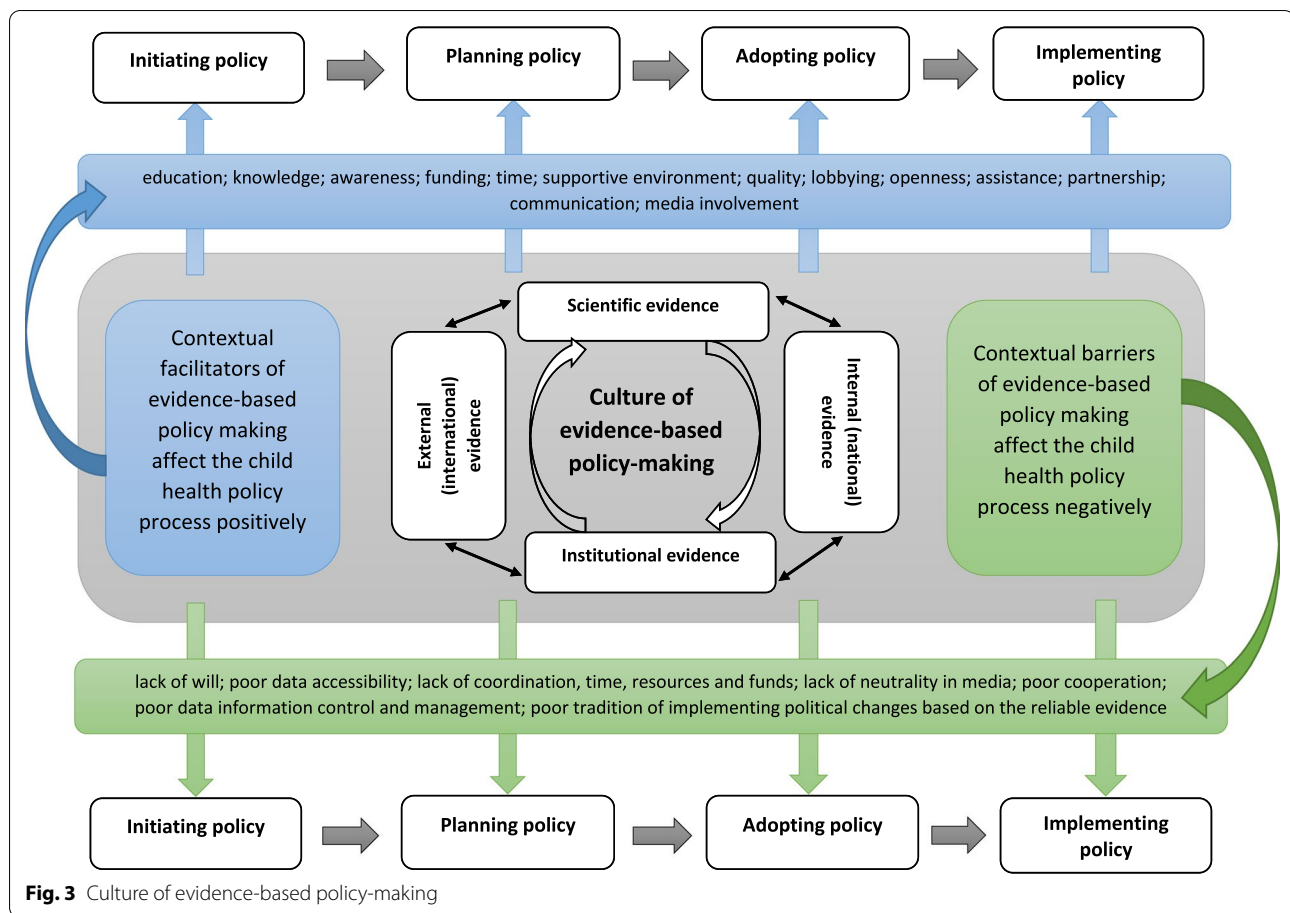 Initiating policy
Planning policy
Adopting policy
Implementing
policy
education; knowledge; awareness; funding; time; supportive environment; quality; lobbying; openness; assistance; partnership;
communication; media involvement
Contextual
facilitators of
evidence-based
policy making
affect the child
health policy
process positively
External
(international)
evidence
Scientific evidence
Culture of
evidence-based
policy-making
Institutional evidence
Internal (national)
evidence
Contextual barriers
of evidence-based
policy making
affect the child
health policy
process negatively
lack of will; poor data accessibility; lack of coordination, time, resources and funds; lack of neutrality in media; poor cooperation;
poor data information control and management; poor tradition of implementing political changes based on the reliable evidence
Initiating policy
Planning policy
Adopting policy
Implementing
policy
Fig. 3 Culture of evidence-based policy-making